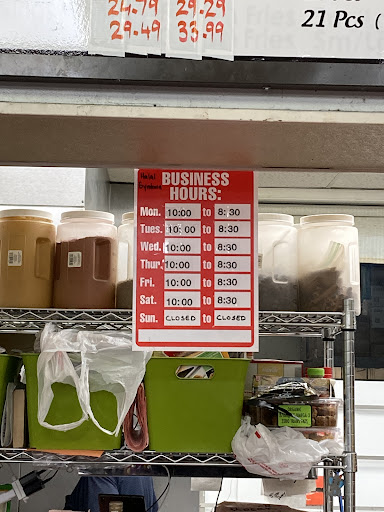 24.79 29.29
29.49 33.99
21 Pcs (
Halal
BUSINESS
HOURS:
Mon. 10:00 to 8:30
Tues. 10:00 to 8:30
Wed. 10:00 to 8:30
Thur. 10:00 to 8:30
Fri. 10:00 to 8:30
Sat. 10:00 to 8:30
Sun. CLOSED to CLOSED